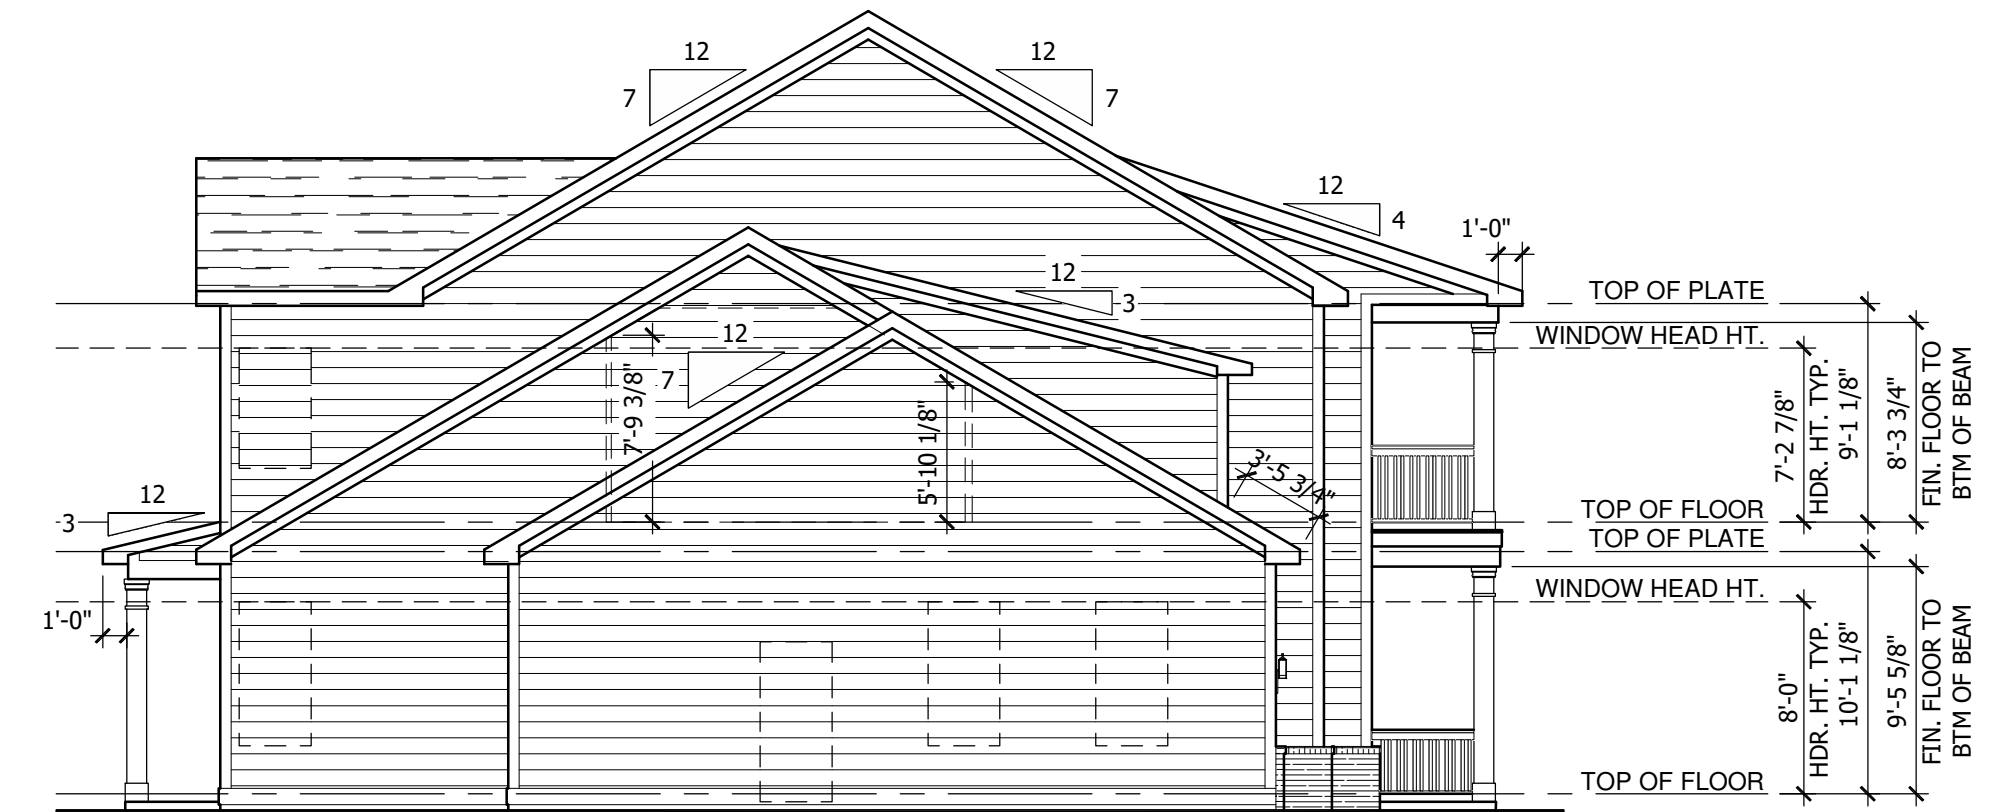 12
7
12
7
12
4
1'-0"
12
3
12
7
7'-9 3/8"
5'-10 1/8"
3'-5 3/4"
12
3
1'-0"
TOP OF PLATE
WINDOW HEAD HT.
TOP OF FLOOR
TOP OF PLATE
WINDOW HEAD HT.
TOP OF FLOOR
7'-2 7/8"
HDR. HT. TYP.
9'-1 1/8"
8'-3 3/4"
FIN. FLOOR TO
BTM OF BEAM
8'-0"
HDR. HT. TYP.
10'-1 1/8"
9'-5 5/8"
FIN. FLOOR TO
BTM OF BEAM